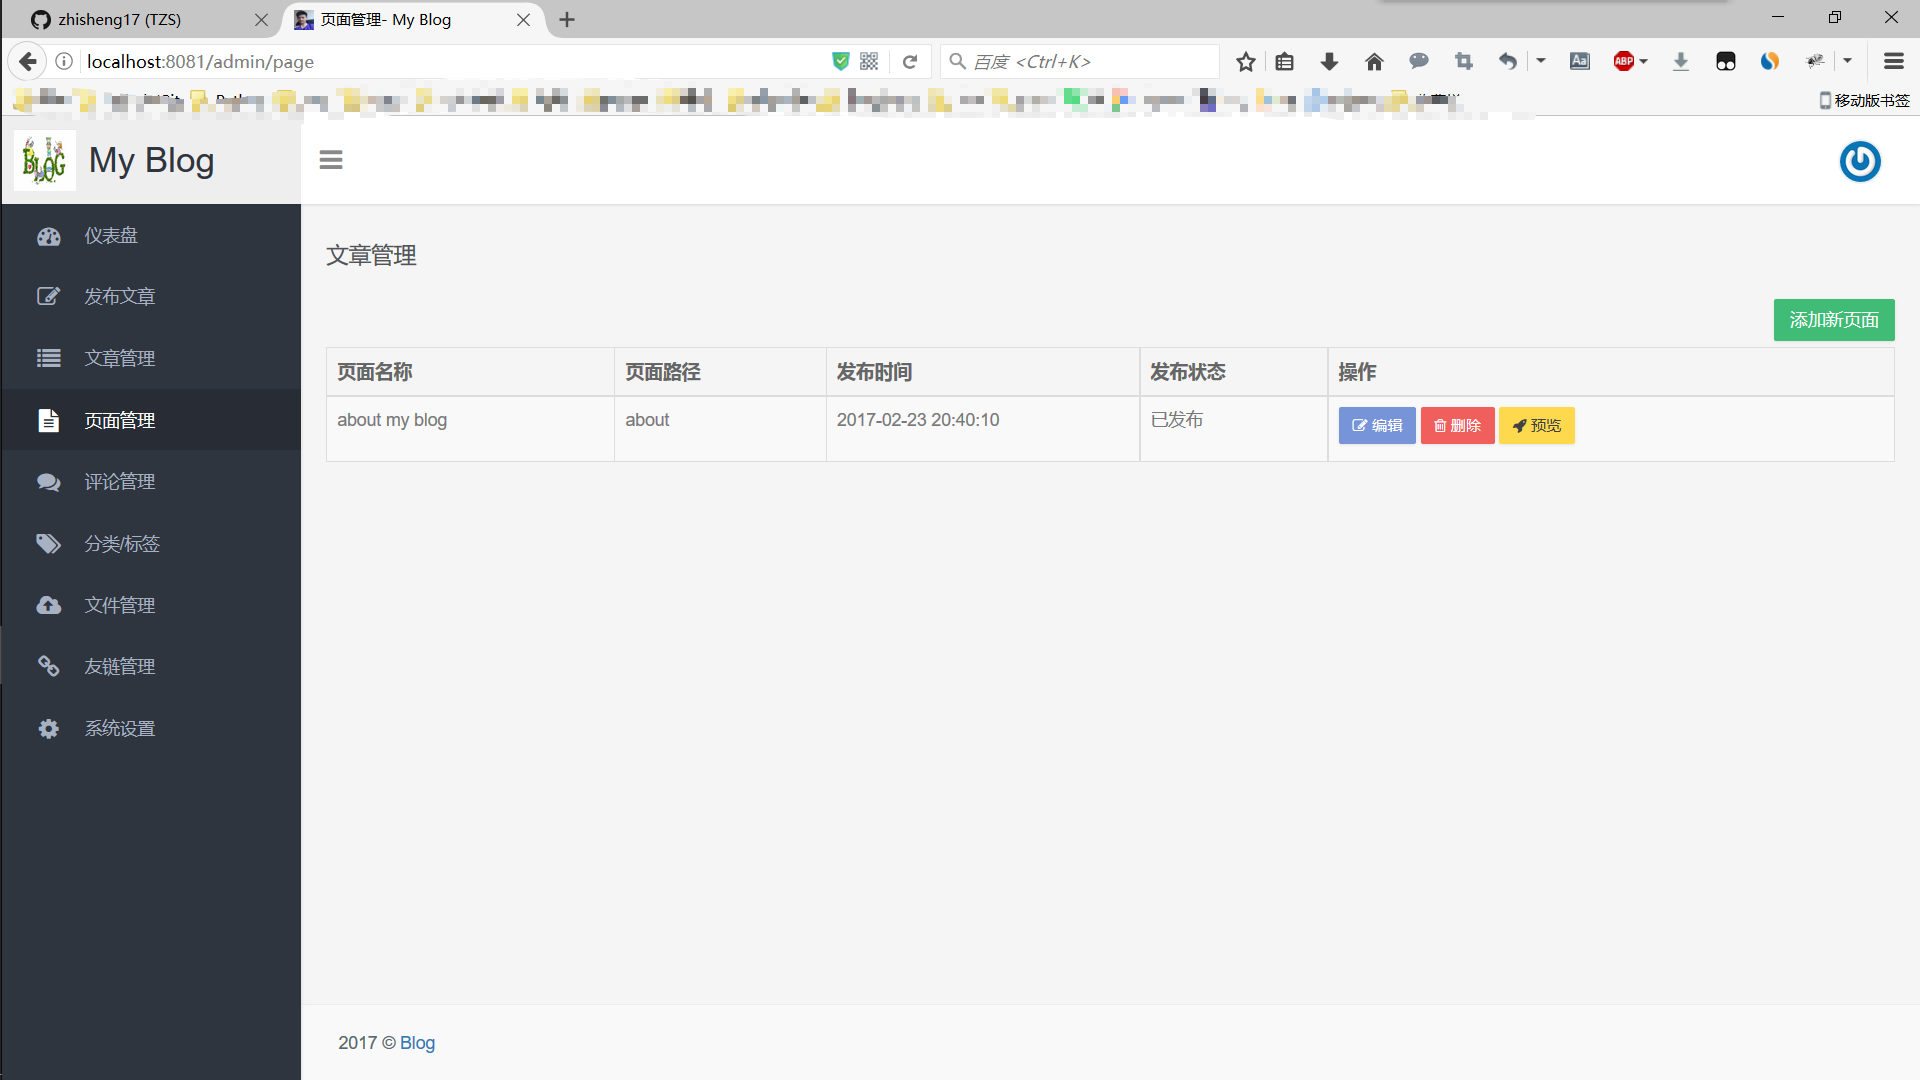 zhisheng17 (TZS)
页面管理- My Blog
localhost:8081/admin/page
百度 <Ctrl+K>
Aa
ABP
移动版书签
BLOG
My Blog
仪表盘
发布文章
文章管理
页面管理
评论管理
分类/标签
文件管理
友链管理
系统设置
文章管理
添加新页面
页面名称 页面路径 发布时间 发布状态 操作
about my blog about 2017-02-23 20:40:10 已发布 编辑 删除 预览
2017 © Blog